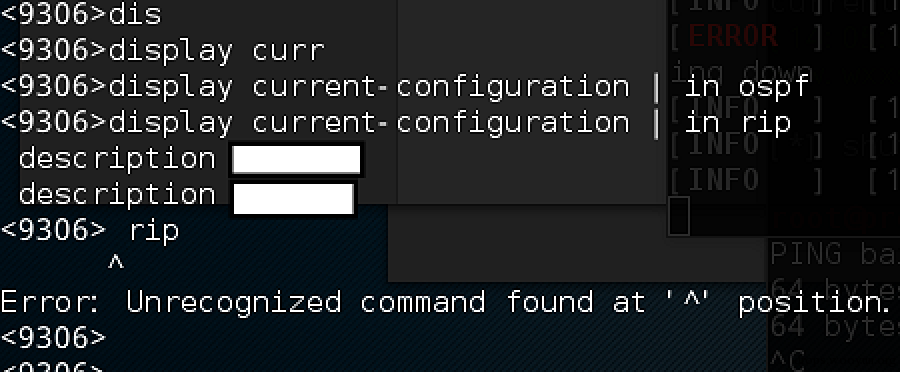 <9306>dis
<9306>display curr
<9306>display current-configuration | in ospf
<9306>display current-configuration | in rip
description
description
<9306> rip
^
Error: Unrecognized command found at '^' position.
<9306>
<9306>
[INFO ] [1
[ ERROR ] [1
ing down
[INFO ] [1
[INFO ] [1
[INFO ] [1
PING ba
64 bytes
64 bytes
^C